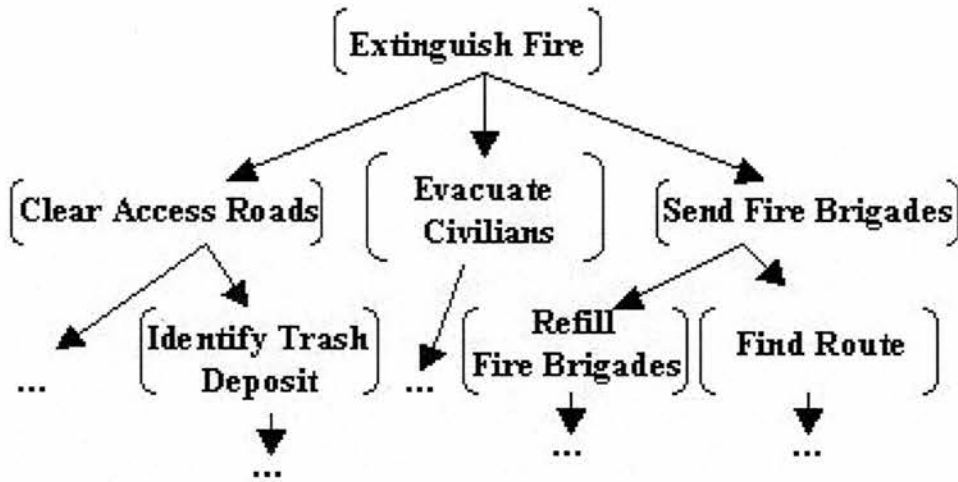 Extinguish Fire
Clear Access Roads
Evacuate
Civilians
Send Fire Brigades
...
Identify Trash
Deposit
...
...
Refill
Fire Brigades
...
Find Route
...